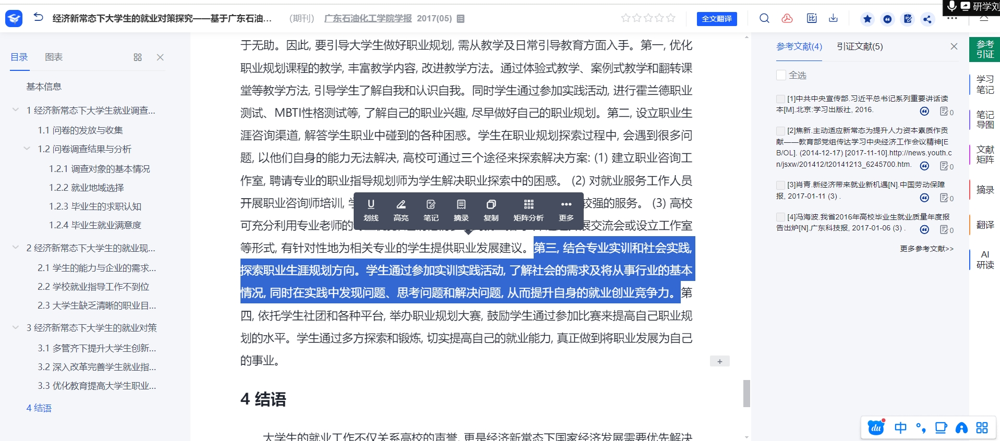 经济新常态下大学生的就业对策探究——基于广东石油... (期刊) 广东石油化工学院学报 2017(05)
全文翻译
研学刘
目录 图表
基本信息
1 经济新常态下大学生就业调查...
1.1 问卷的发放与收集
1.2 问卷调查结果与分析
1.2.1 调查对象的基本情况
1.2.2 就业地域选择
1.2.3 毕业生的求职认知
1.2.4 毕业生就业满意度
2 经济新常态下大学生的就业现...
2.1 学生的能力与企业的需求...
2.2 学校就业指导工作不到位
2.3 大学生缺乏清晰的职业目...
3 经济新常态下大学生的就业对策
3.1 多管齐下提升大学生创新...
3.2 深入改革完善学生就业指...
3.3 优化教育提高大学生职业...
4 结语
于无助。因此, 要引导大学生做好职业规划, 需从教学及日常引导教育方面入手。第一, 优化
职业规划课程的教学, 丰富教学内容, 改进教学方法。通过体验式教学、案例式教学和翻转课
堂等教学方法, 引导学生了解自我和认识自我。同时学生通过参加实践活动, 进行霍兰德职业
测试、MBTI性格测试等, 了解自己的职业兴趣, 尽早做好自己的职业规划。第二, 设立职业生
涯咨询渠道, 解答学生职业中碰到的各种困惑。学生在职业规划探索过程中, 会遇到很多问
题, 以他们自身的能力无法解决, 高校可通过三个途径来探索解决方案: (1) 建立职业咨询工
作室, 聘请专业的职业指导规划师为学生解决职业探索中的困惑。 (2) 对就业服务工作人员
开展职业咨询师培训, 较强的服务。 (3) 高校
可充分利用专业老师的 展交流会或设立工作室
等形式, 有针对性地为相关专业的学生提供职业发展建议。第三, 结合专业实训和社会实践,
探索职业生涯规划方向。学生通过参加实训实践活动, 了解社会的需求及将从事行业的基本
情况, 同时在实践中发现问题、思考问题和解决问题, 从而提升自身的就业创业竞争力。第
四, 依托学生社团和各种平台, 举办职业规划大赛, 鼓励学生通过参加比赛来提高自己职业规
划的水平。学生通过多方探索和锻炼, 切实提高自己的就业能力, 真正做到将职业发展为自己
的事业。
划线 高亮 笔记 摘录 复制 矩阵分析 更多
4 结语
大学生的就业工作不仅关系高校的声誉, 更是经济新常态下国家经济发展需要优先解决
参考文献(4) 引证文献(5)
全选
[1]中共中央宣传部.习近平总书记系列重要讲话读
本[M].北京:学习出版社, 2016.
0
[2]焦新.主动适应新常态为提升人力资本素质作贡
献——教育部党组传达学习中央经济工作会议精神[E
B/OL]. (2014-12-17) [2017-11-10].http://news.youth.c
n/jsxw/201412/t20141213_6245700.htm.
0
[3]肖青.新经济带来就业新机遇[N].中国劳动保障
报, 2017-01-11 (3) .
0
[4]冯海波.我省2016年高校毕业生就业质量年度报
告出炉[N].广东科技报, 2017-01-06 (3) .
0
更多参考文献>>
参考
引证
学习
笔记
笔记
导图
文献
矩阵
摘录
翻译
AI
研读
du 中